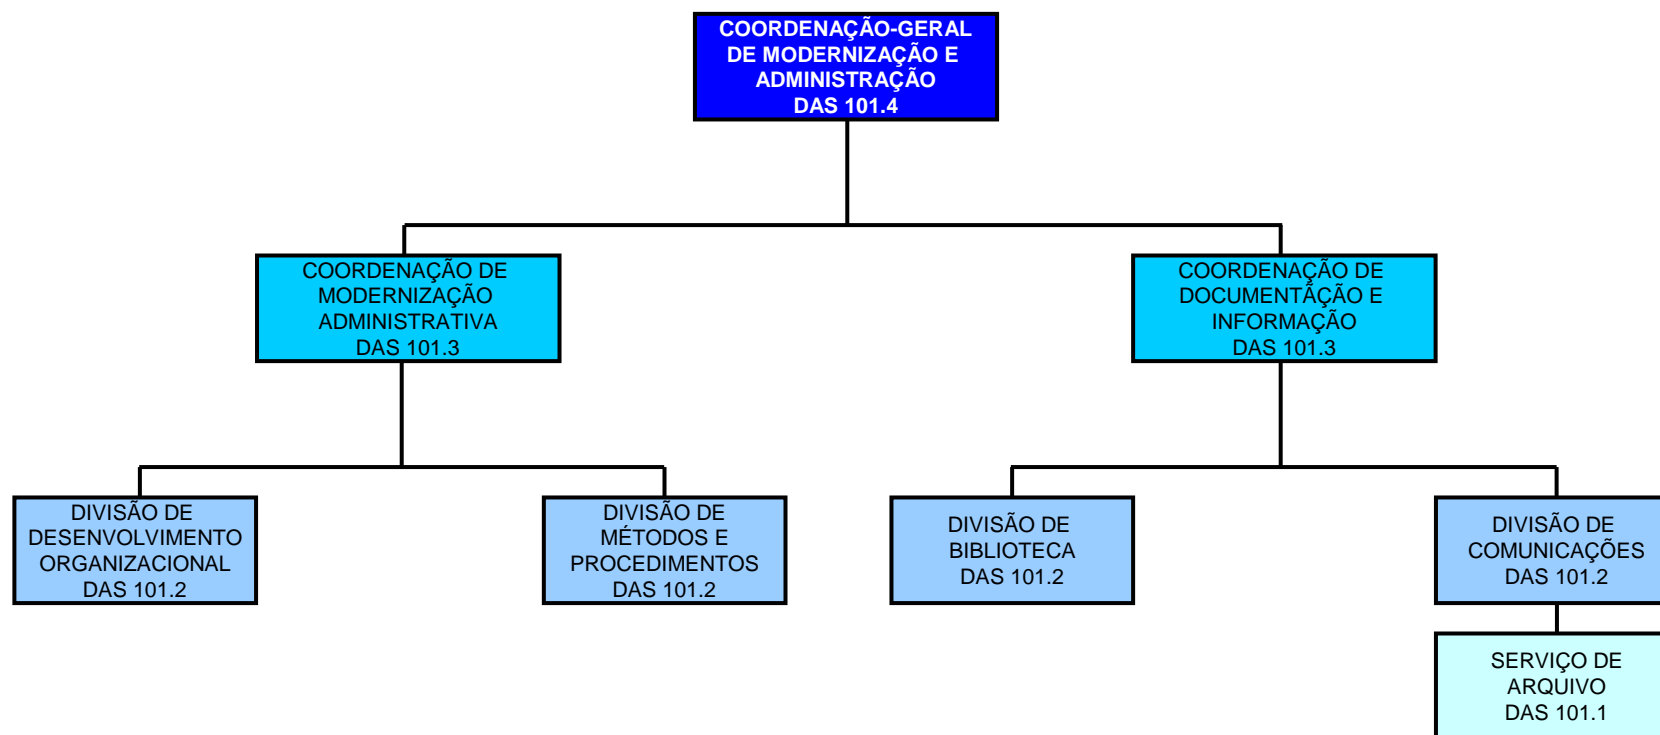 COORDENAÇÃO-GERAL
DE MODERNIZAÇÃO E
ADMINISTRAÇÃO
DAS 101.4
COORDENAÇÃO DE
MODERNIZAÇÃO
ADMINISTRATIVA
DAS 101.3
COORDENAÇÃO DE
DOCUMENTAÇÃO E
INFORMAÇÃO
DAS 101.3
DIVISÃO DE
DESENVOLVIMENTO
ORGANIZACIONAL
DAS 101.2
DIVISÃO DE
MÉTODOS E
PROCEDIMENTOS
DAS 101.2
DIVISÃO DE
BIBLIOTECA
DAS 101.2
DIVISÃO DE
COMUNICAÇÕES
DAS 101.2
SERVIÇO DE
ARQUIVO
DAS 101.1